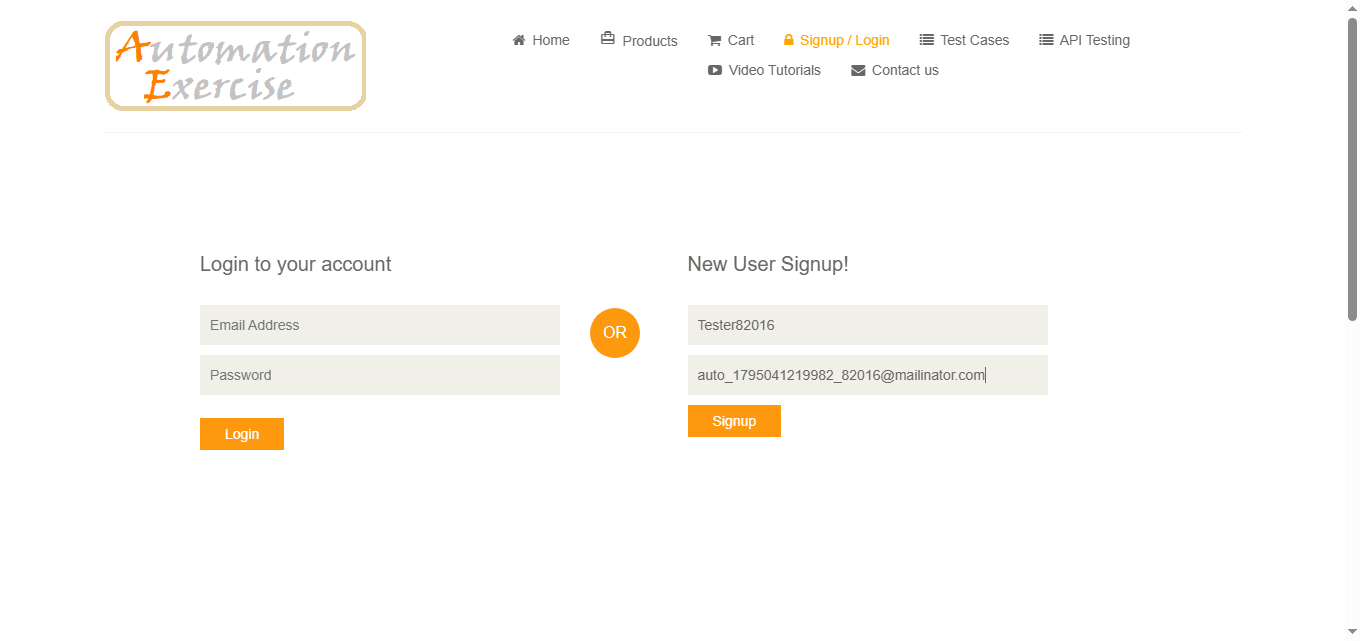 Automation
Exercise
Home Products Cart Signup / Login Test Cases API Testing
Video Tutorials Contact us
Login to your account
Email Address
Password
Login
OR
New User Signup!
Tester82016
auto_1795041219982_82016@mailinator.com
Signup